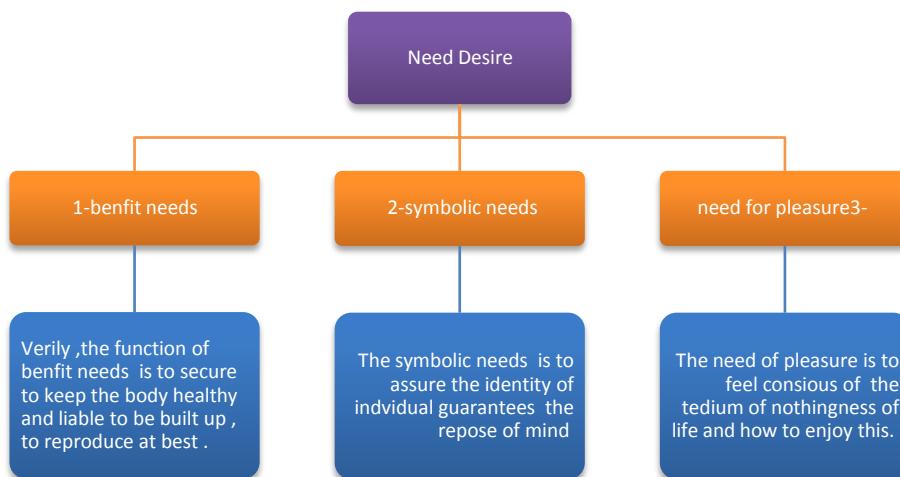 Need Desire
1-benfit needs
2-symbolic needs
need for pleasure3-
Verily ,the function of
benfit needs is to secure
to keep the body healthy
and liable to be built up ,
to reproduce at best .
The symbolic needs is to
assure the identity of
indvidual guarantees the
repose of mind
The need of pleasure is to
feel consious of the
tedium of nothingness of
life and how to enjoy this.